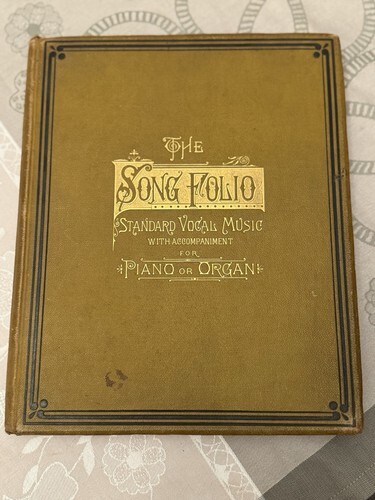 THE
SONG FOLIO
STANDARD VOCAL MUSIC
WITH ACCOMPANIMENT
FOR
PIANO OR ORGAN